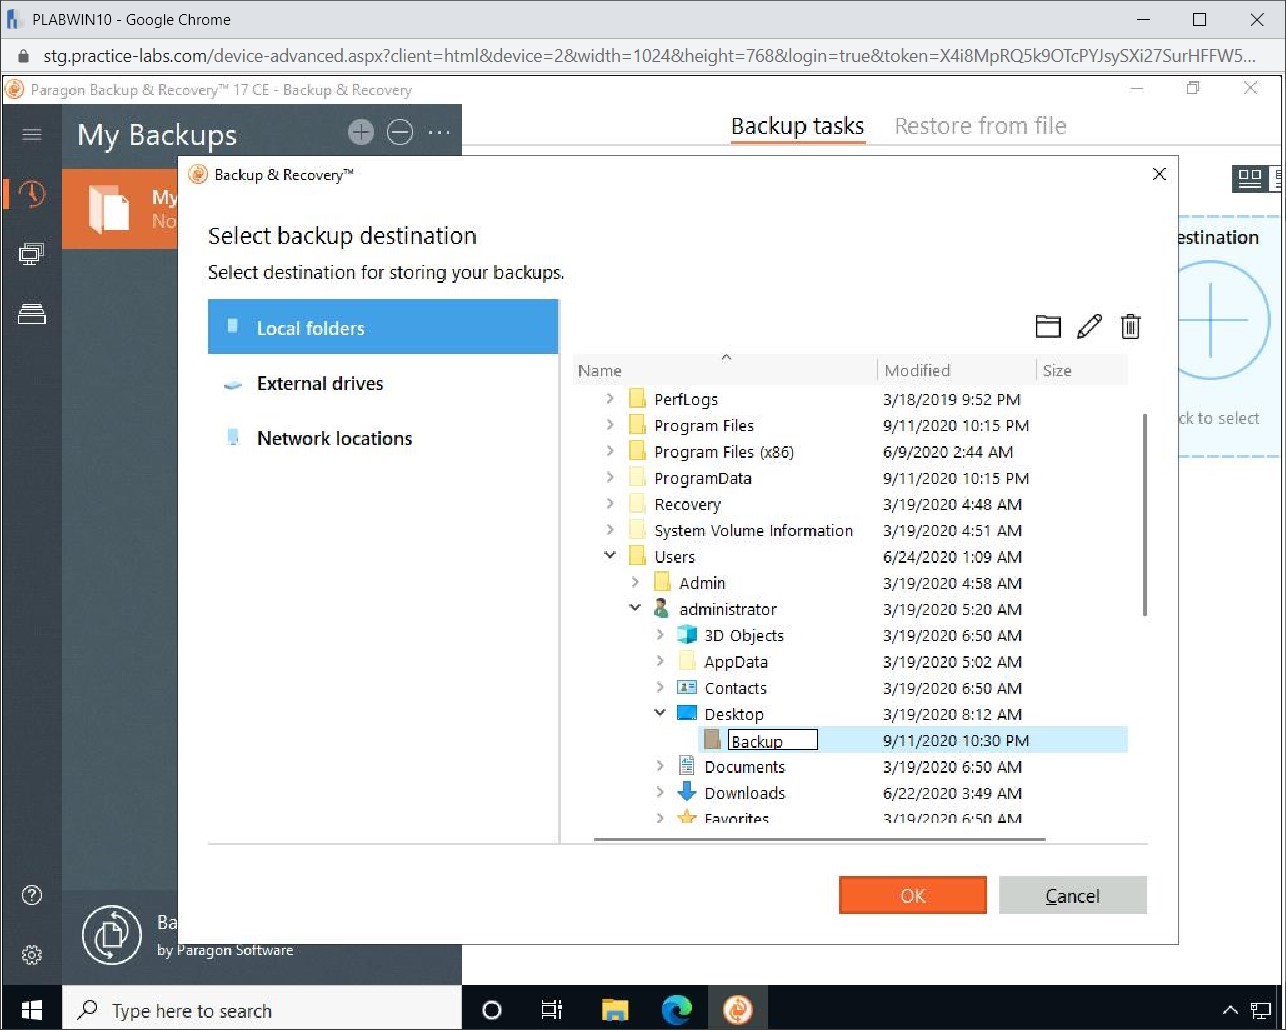 PLABWIN10 - Google Chrome
stg.practice-labs.com/device-advanced.aspx?client=html&device=2&width=1024&height=768&login=true&token=X4i8MpRQ5k9OTcPYJsySXi27SurHFFW5...
Paragon Backup & Recovery™ 17 CE - Backup & Recovery
My Backups
Backup tasks Restore from file
My
No
Backup & Recovery™
Select backup destination
Select destination for storing your backups.
Local folders
External drives
Network locations
Name Modified Size
PerfLogs 3/18/2019 9:52 PM
Program Files 9/11/2020 10:15 PM
Program Files (x86) 6/9/2020 2:44 AM
ProgramData 9/11/2020 10:15 PM
Recovery 3/19/2020 4:48 AM
System Volume Information 3/19/2020 4:51 AM
Users 6/24/2020 1:09 AM
Admin 3/19/2020 4:58 AM
administrator 3/19/2020 5:20 AM
3D Objects 3/19/2020 6:50 AM
AppData 3/19/2020 5:02 AM
Contacts 3/19/2020 6:50 AM
Desktop 3/19/2020 8:12 AM
Backup 9/11/2020 10:30 PM
Documents 3/19/2020 6:50 AM
Downloads 6/22/2020 3:49 AM
Favorites 3/19/2020 6:50 AM
OK Cancel
estination
ck to select
Ba
by Paragon Software
Type here to search